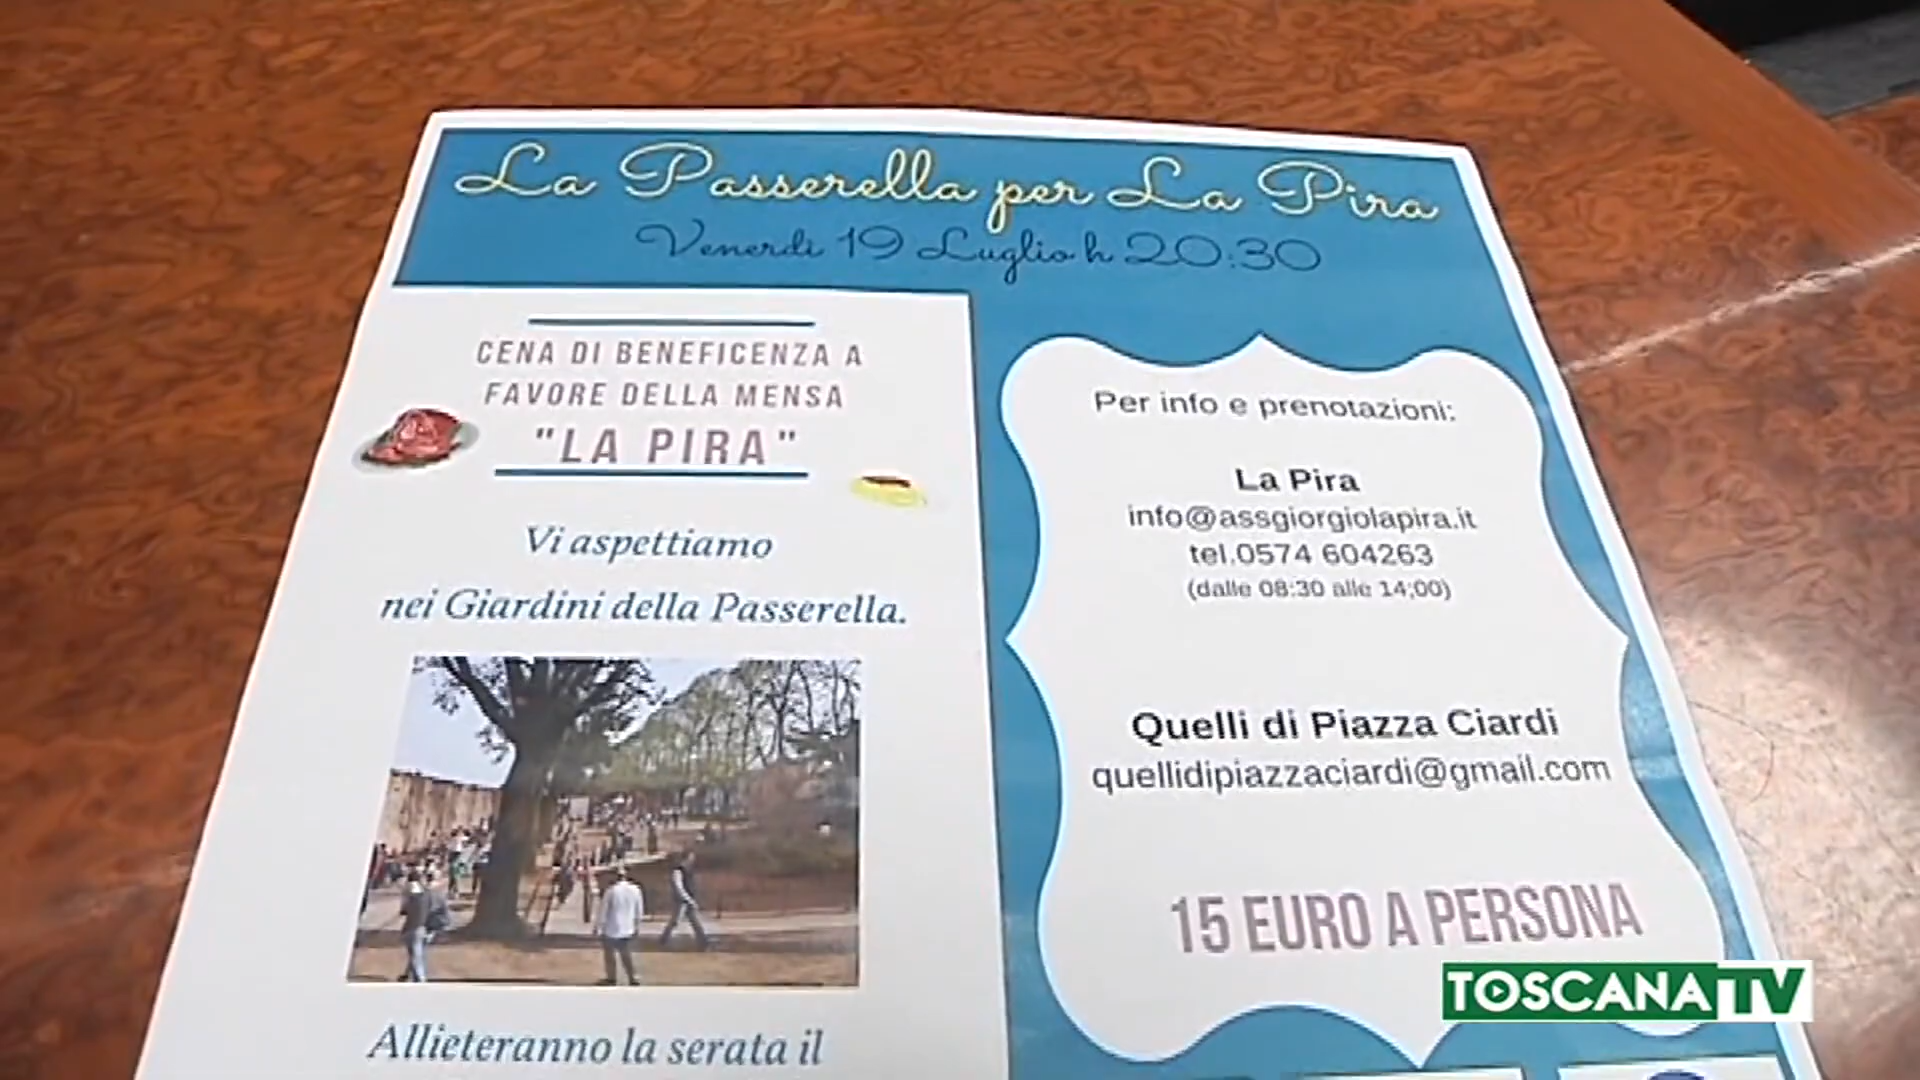 La Passerella per La Pira
Venerdì 19 Luglio h 20:30
CENA DI BENEFICENZA A
FAVORE DELLA MENSA
"LA PIRA"
Vi aspettiamo
nei Giardini della Passerella.
Allieteranno la serata il
Per info e prenotazioni:
La Pira
info@assgiorgiolapira.it
tel.0574 604263
(dalle 08:30 alle 14:00)
Quelli di Piazza Ciardi
quellidipiazzaciardi@gmail.com
15 EURO A PERSONA
TOSCANA TV